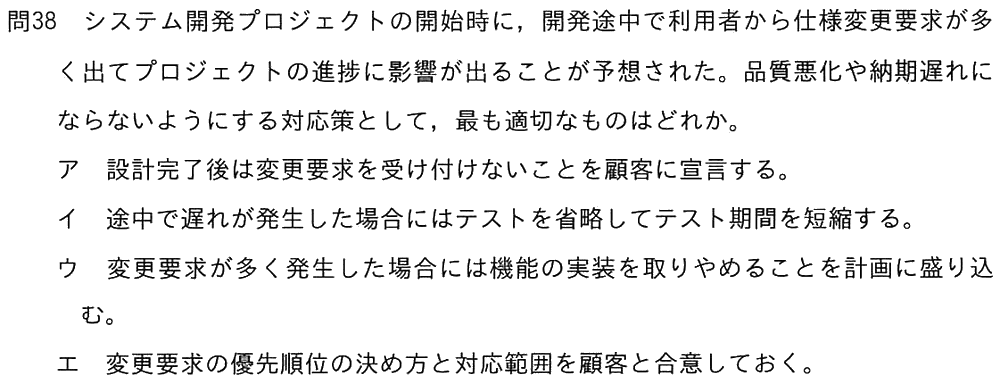 問38　システム開発プロジェクトの開始時に，開発途中で利用者から仕様変更要求が多
く出てプロジェクトの進捗に影響が出ることが予想された。品質悪化や納期遅れに
ならないようにする対応策として，最も適切なものはどれか。
ア　設計完了後は変更要求を受け付けないことを顧客に宣言する。
イ　途中で遅れが発生した場合にはテストを省略してテスト期間を短縮する。
ウ　変更要求が多く発生した場合には機能の実装を取りやめることを計画に盛り込
む。
エ　変更要求の優先順位の決め方と対応範囲を顧客と合意しておく。